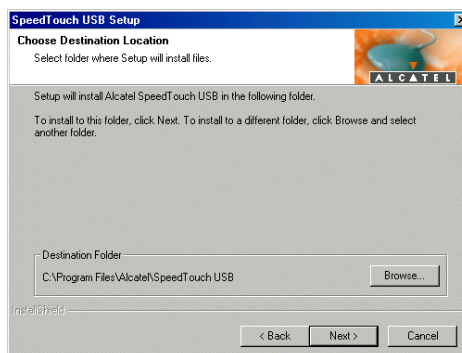 SpeedTouch USB Setup
Choose Destination Location
Select folder where Setup will install files.
ALCATEL
Setup will install Alcatel SpeedTouch USB in the following folder.
To install to this folder, click Next. To install to a different folder, click Browse and select
another folder.
Destination Folder
C:\Program Files\Alcatel\SpeedTouch USB
Browse...
InstallShield
< Back
Next >
Cancel